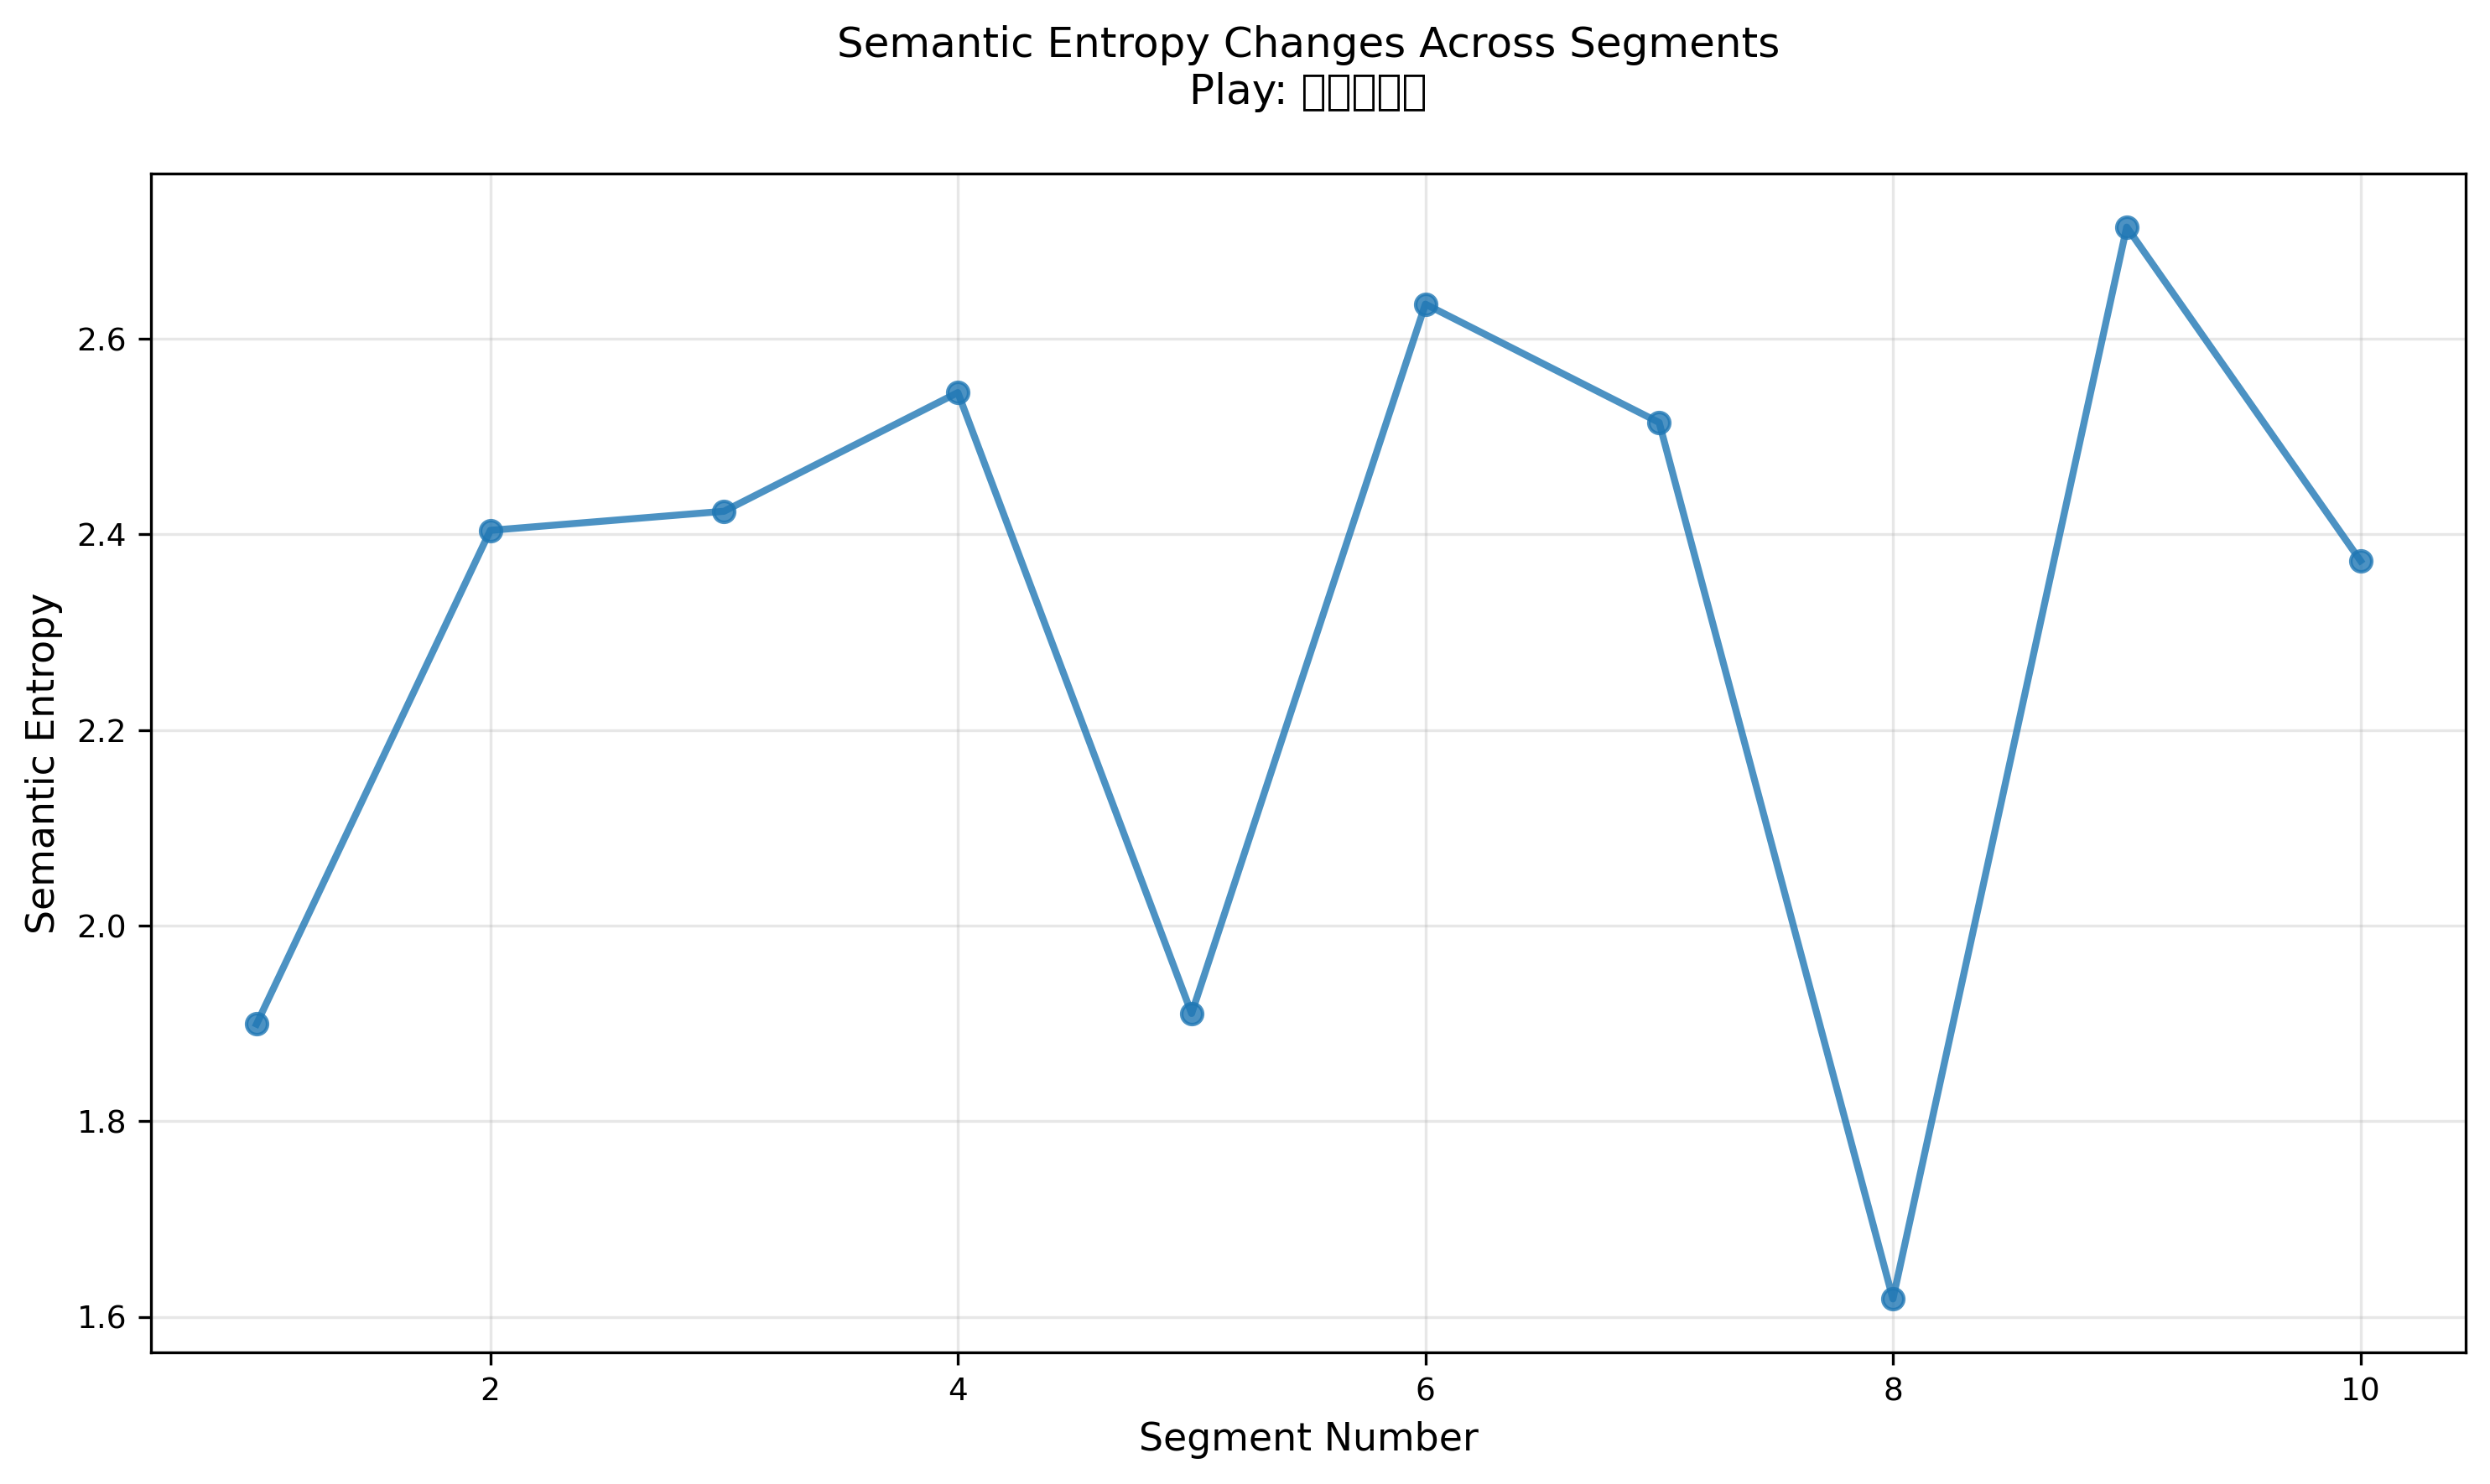 Semantic Entropy Changes Across Segments
Play:
Semantic Entropy
2.6
2.4
2.2
2.0
1.8
1.6
2 4 6 8 10
Segment Number